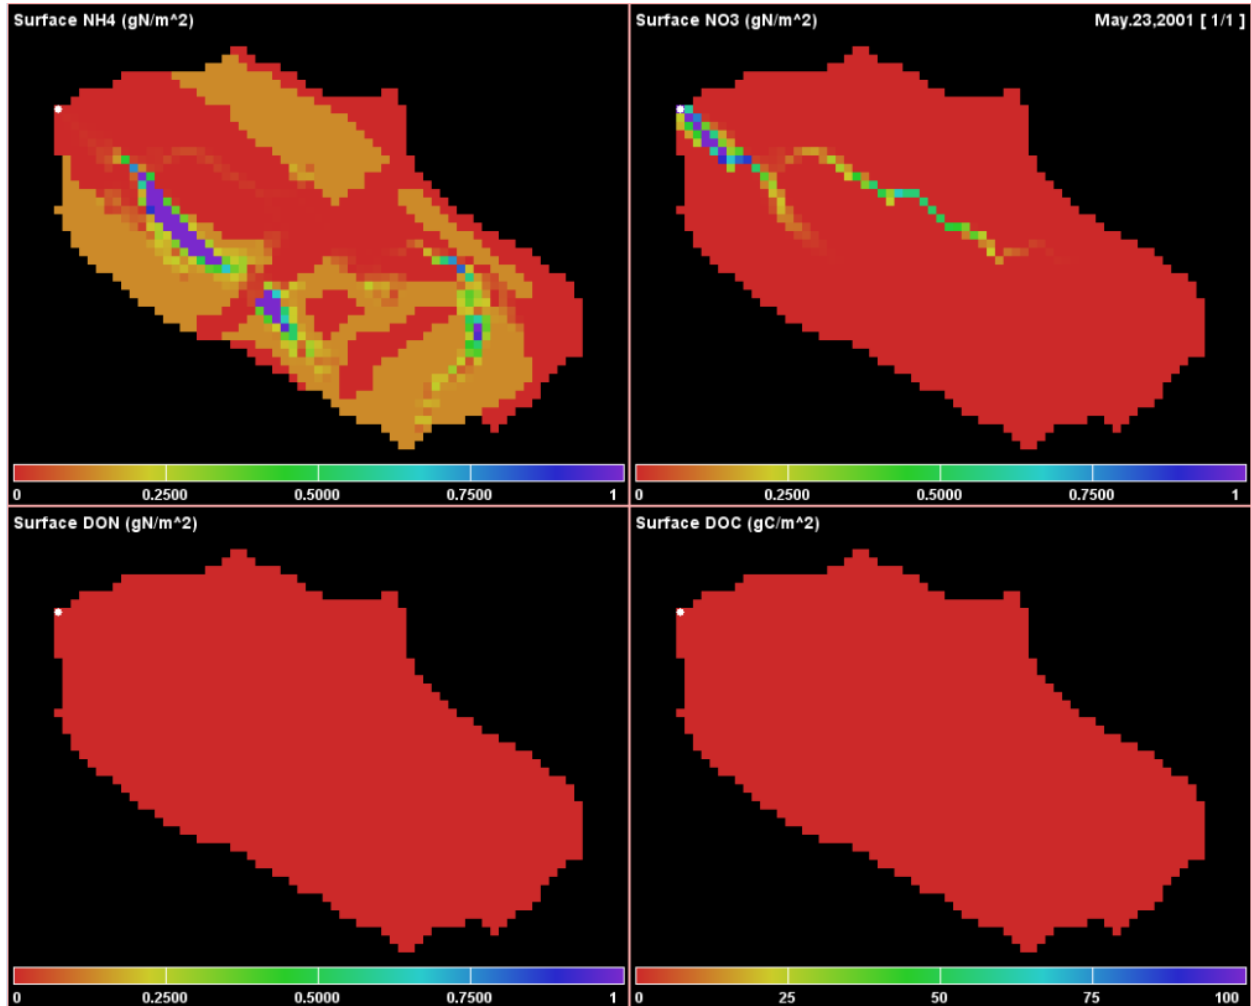 Surface NH4 (gN/m^2)
Surface NO3 (gN/m^2)
May.23,2001 [ 1/1 ]
0 0.2500 0.5000 0.7500 1
0 0.2500 0.5000 0.7500 1
Surface DON (gN/m^2)
Surface DOC (gC/m^2)
0 0.2500 0.5000 0.7500 1
0 25 50 75 100